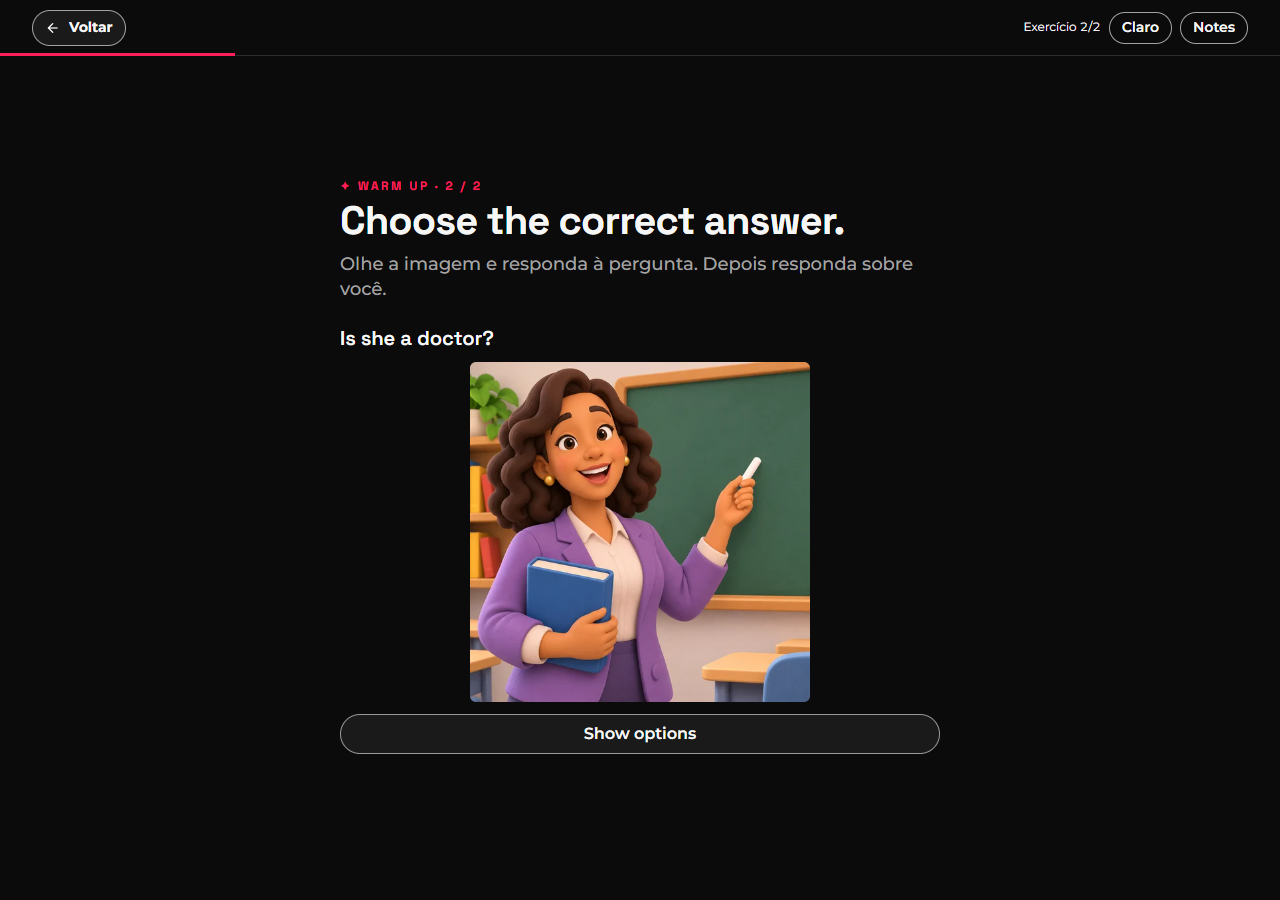 Voltar
Exercício 2/2
Claro
Notes
✦ WARM UP · 2 / 2
Choose the correct answer.
Olhe a imagem e responda à pergunta. Depois responda sobre
você.
Is she a doctor?
Show options